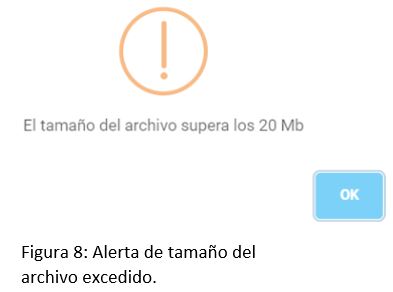 El tamaño del archivo supera los 20 Mb
OK
Figura 8: Alerta de tamaño del
archivo excedido.